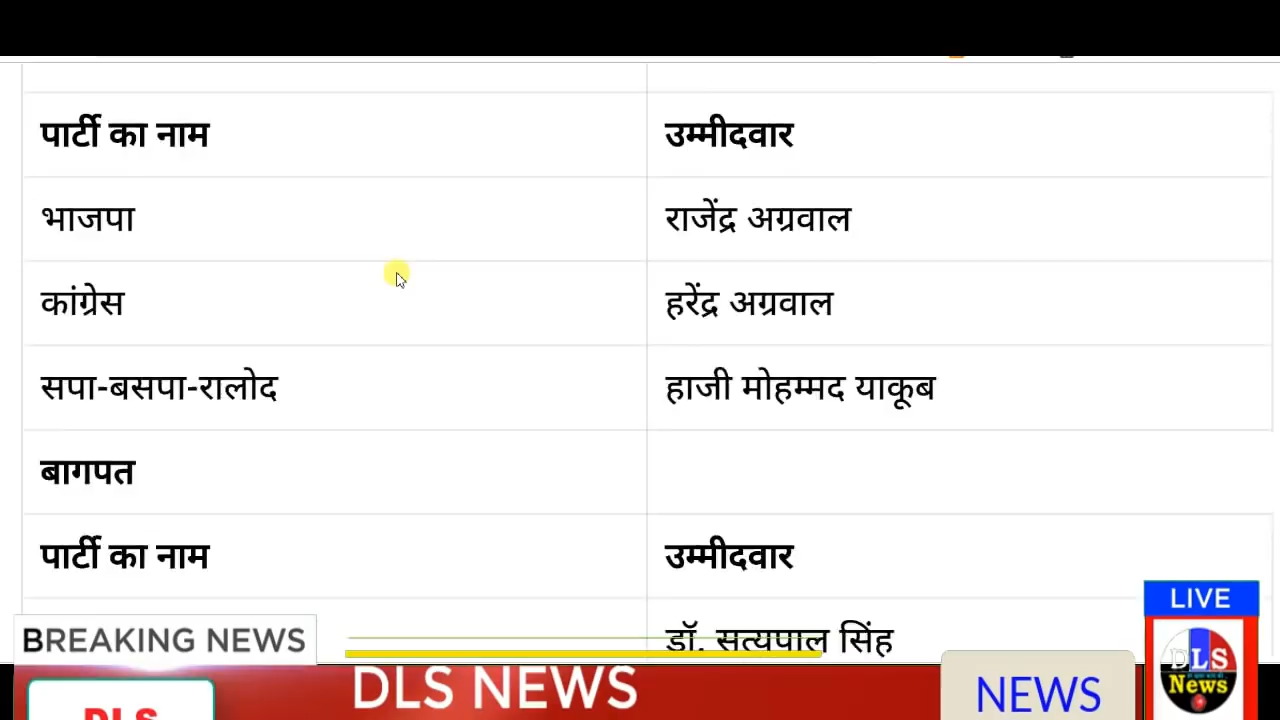 पार्टी का नाम उम्मीदवार
भाजपा राजेंद्र अग्रवाल
कांग्रेस हरेंद्र अग्रवाल
सपा-बसपा-रालोद हाजी मोहम्मद याकूब
बागपत
पार्टी का नाम उम्मीदवार
डॉ. सत्यपाल सिंह
LIVE
BREAKING NEWS
DLS NEWS
DLS
News
NEWS
DLS